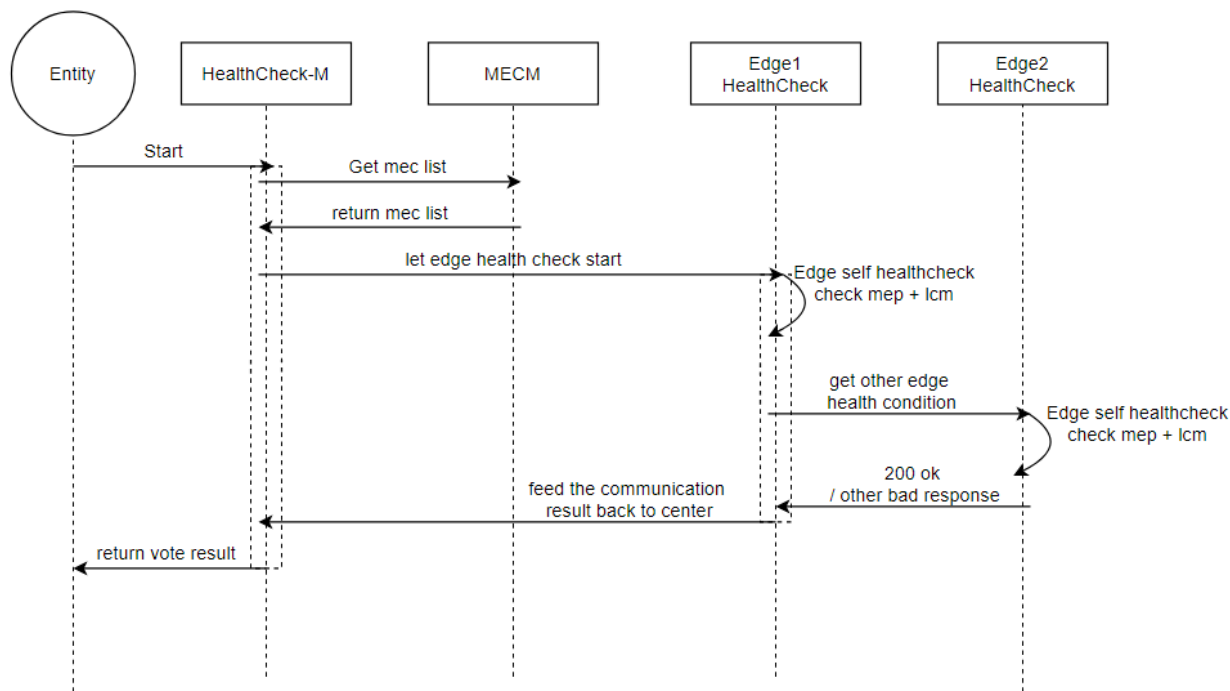 Entity
HealthCheck-M
MECM
Edge1
HealthCheck
Edge2
HealthCheck
Start
Get mec list
return mec list
let edge health check start
Edge self healthcheck
check mep + lcm
get other edge
health condition
Edge self healthcheck
check mep + lcm
200 ok
/ other bad response
feed the communication
result back to center
return vote result